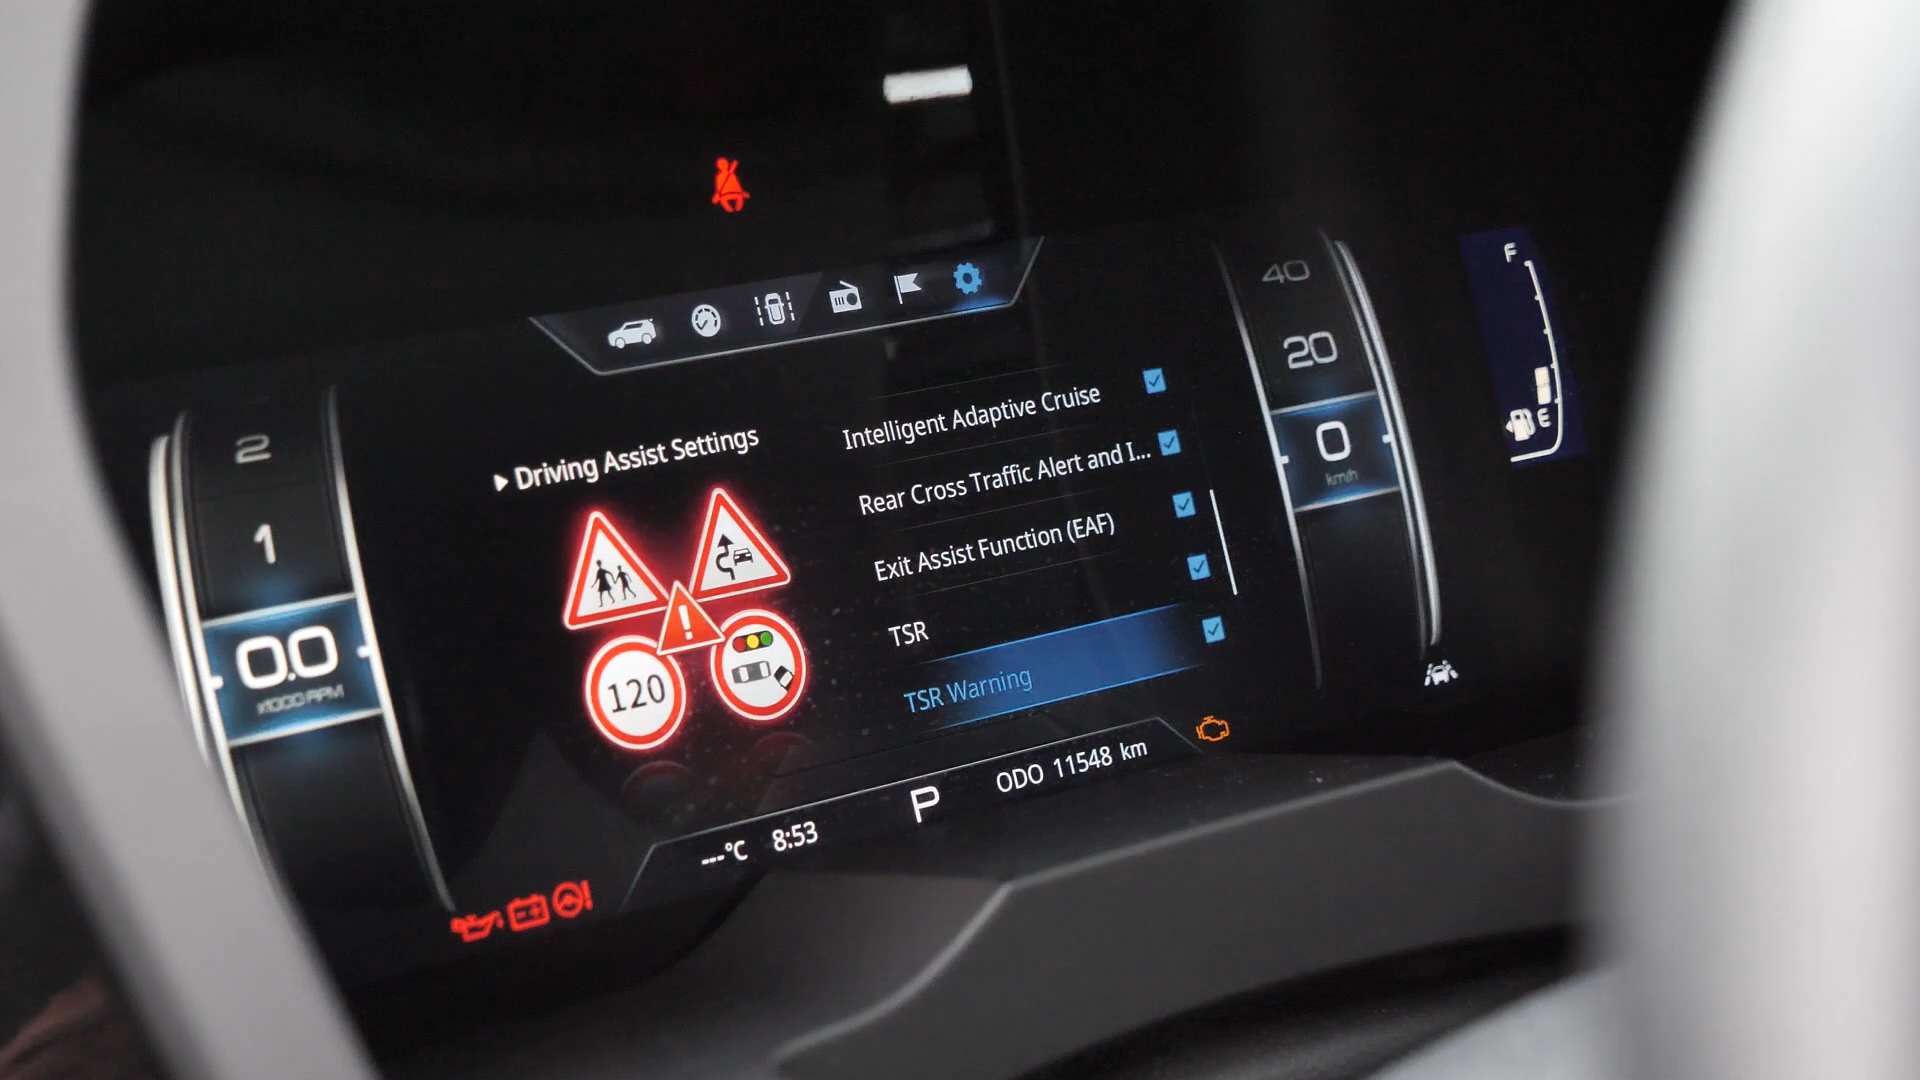 F
40
20
0
km/h
E
2
1
0.0
x1000 RPM
Driving Assist Settings
120
Intelligent Adaptive Cruise
Rear Cross Traffic Alert and I...
Exit Assist Function (EAF)
TSR
TSR Warning
---°C 8:53 P ODO 11548 km